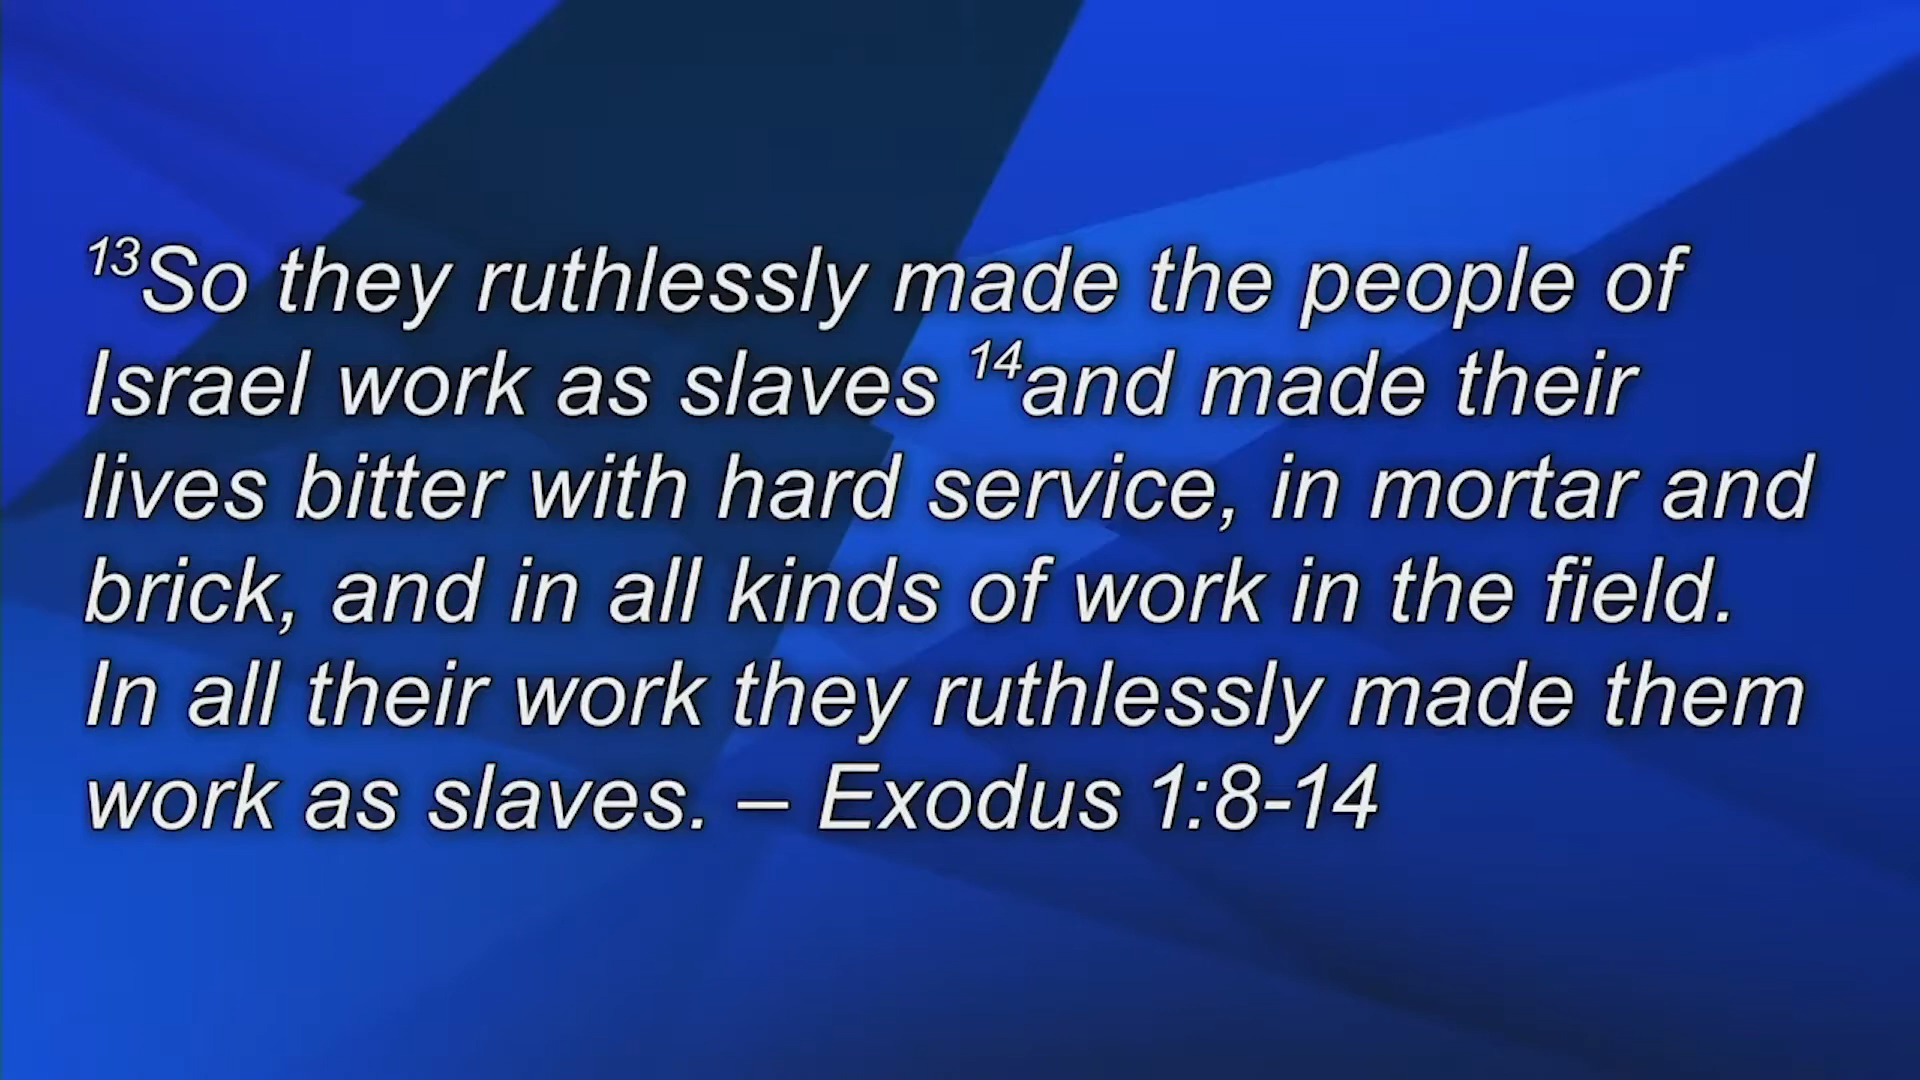 ¹³So they ruthlessly made the people of
Israel work as slaves ¹⁴and made their
lives bitter with hard service, in mortar and
brick, and in all kinds of work in the field.
In all their work they ruthlessly made them
work as slaves. – Exodus 1:8-14